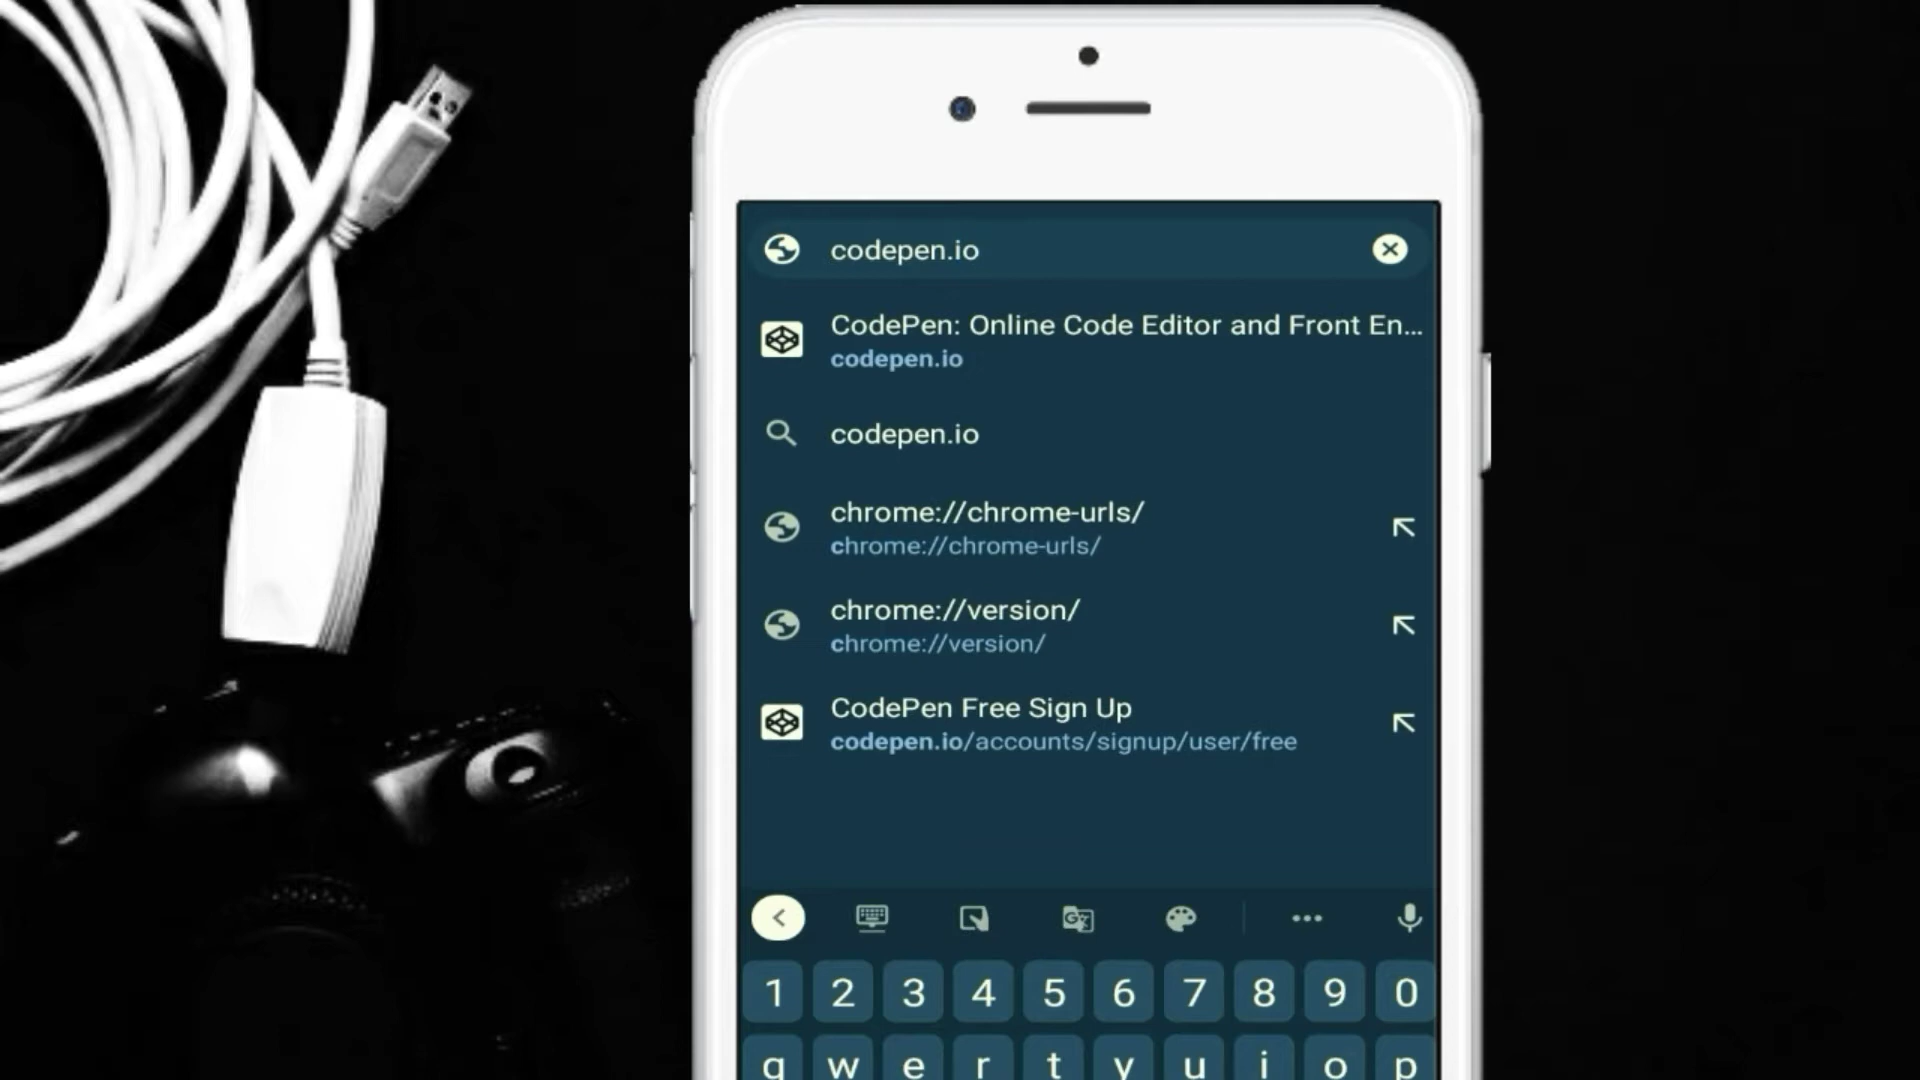 codepen.io
CodePen: Online Code Editor and Front En...
codepen.io
codepen.io
chrome://chrome-urls/
chrome://chrome-urls/
chrome://version/
chrome://version/
CodePen Free Sign Up
codepen.io/accounts/signup/user/free
1 2 3 4 5 6 7 8 9 0
q w e r t y u i o p